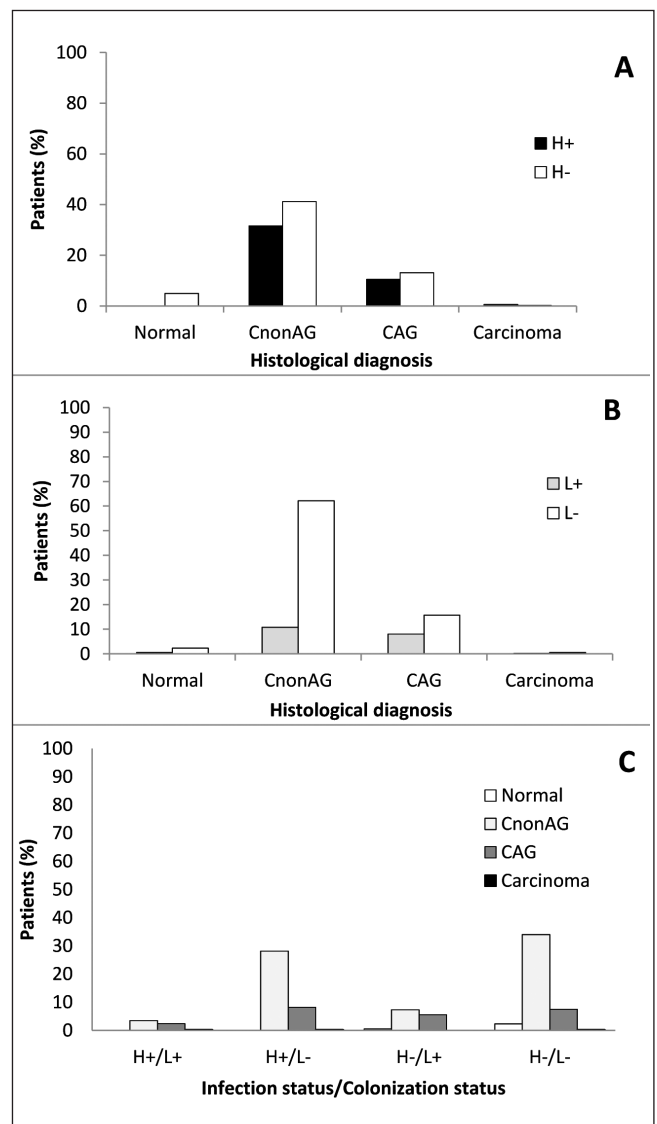 A
100
80
60
40
20
0
Patients (%)
H+
H-
Normal CnonAG CAG Carcinoma
Histological diagnosis
B
100
90
80
70
60
50
40
30
20
10
0
Patients (%)
L+
L-
Normal CnonAG CAG Carcinoma
Histological diagnosis
C
100
90
80
70
60
50
40
30
20
10
0
Patients (%)
Normal
CnonAG
CAG
Carcinoma
H+/L+ H+/L- H-/L+ H-/L-
Infection status/Colonization status